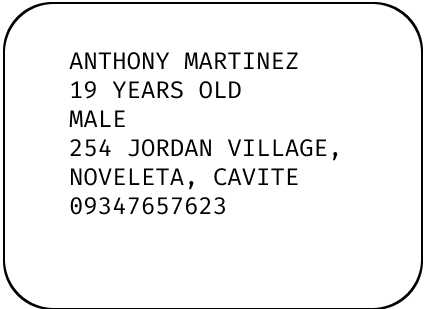 ANTHONY MARTINEZ
19 YEARS OLD
MALE
254 JORDAN VILLAGE,
NOVELETA, CAVITE
09347657623